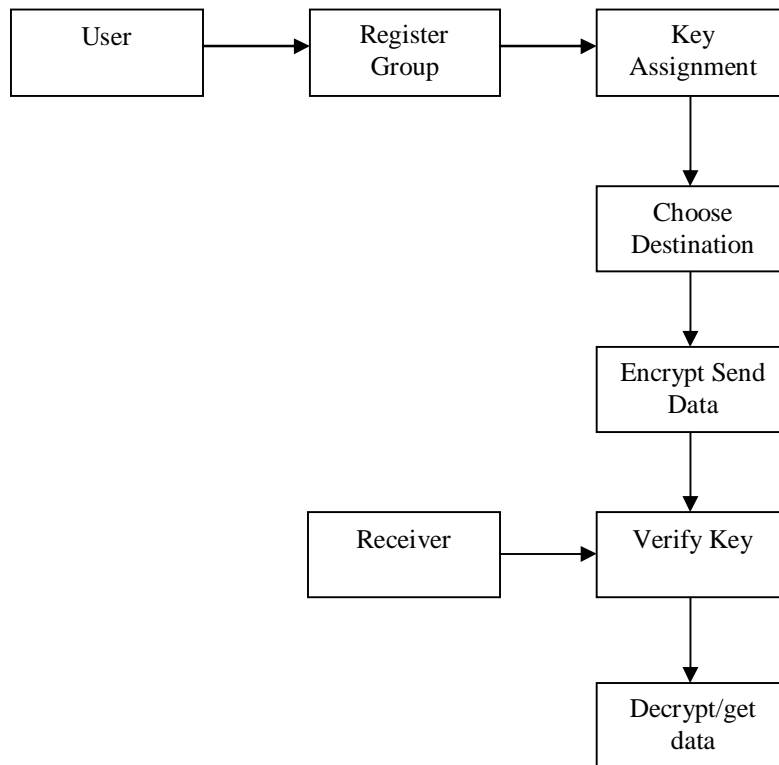 User
Register
Group
Key
Assignment
Choose
Destination
Encrypt Send
Data
Receiver
Verify Key
Decrypt/get
data